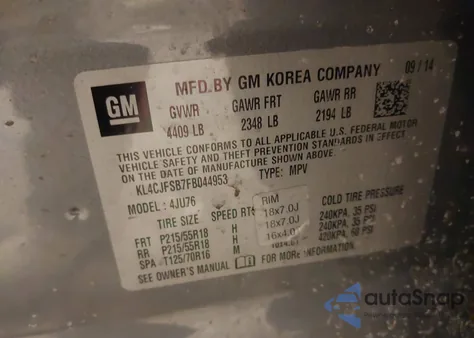 GM
MFD.BY GM KOREA COMPANY 09/14
GVWR GAWR FRT GAWR RR
4409 LB 2348 LB 2194 LB
THIS VEHICLE CONFORMS TO ALL APPLICABLE U.S. FEDERAL MOTOR
VEHICLE SAFETY AND THEFT PREVENTION STANDARDS IN EFFECT
ON THE DATE OF MANUFACTURE SHOWN ABOVE.
KL4CJFSB7FB044953 TYPE: MPV
MODEL: 4JU76
TIRE SIZE SPEED RTG RIM COLD TIRE PRESSURE
FRT P215/55R18 H 18x7.0J 240KPA, 35 PSI
RR P215/55R18 H 18x7.0J 240KPA, 35 PSI
SPA T125/70R16 M 16x4.0 420KPA, 60 PSI
SEE OWNER'S MANUAL FOR MORE INFORMATION.
autoSnap